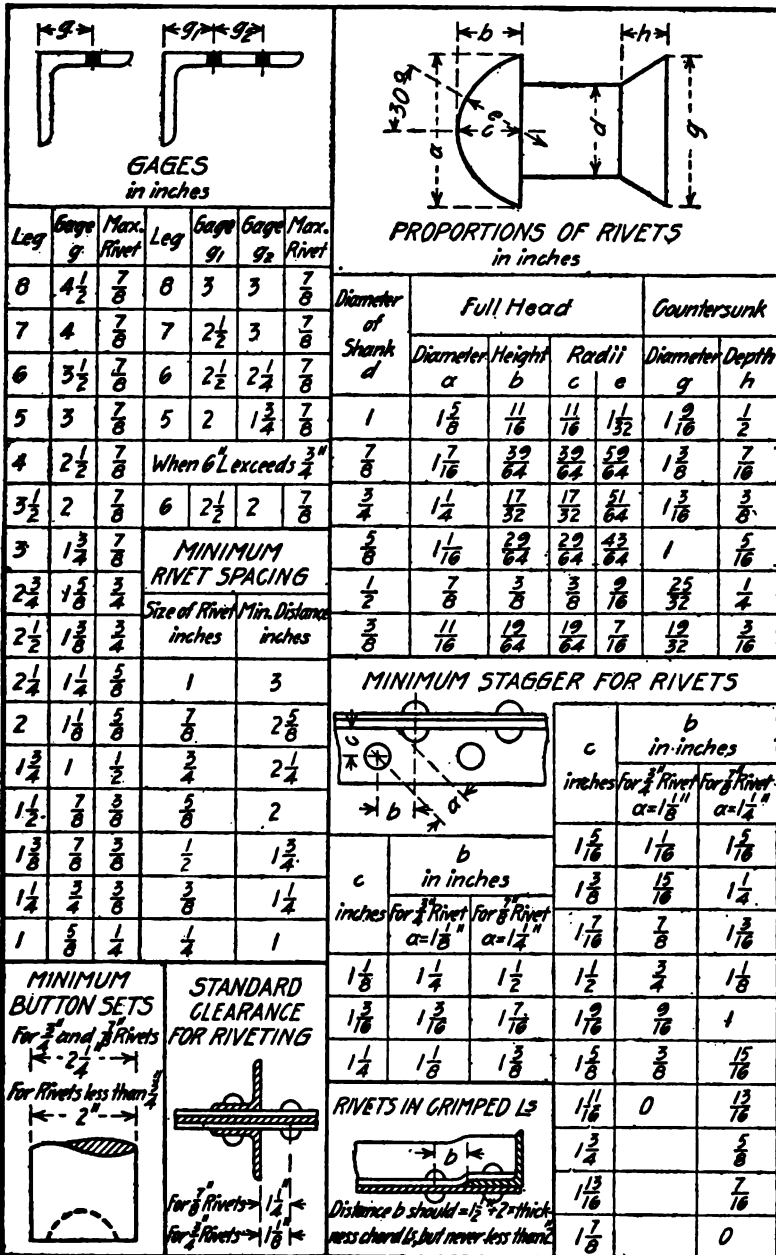 g g₁ g₂
GAGES
in inches
Leg Gage g Max. Rivet Leg Gage g₁ Gage g₂ Max. Rivet
8 4 1/2 7/8 8 3 3 7/8
7 4 7/8 7 2 1/2 3 7/8
6 3 1/2 7/8 6 2 1/2 2 1/4 7/8
5 3 7/8 5 2 1 3/4 7/8
4 2 1/2 7/8 When 6" L exceeds 3/4"
3 1/2 2 7/8 6 2 1/2 2 7/8
3 1 3/4 7/8
2 3/4 1 5/8 3/4
2 1/2 1 3/8 3/4
2 1/4 1 1/4 5/8
2 1 1/8 5/8
1 3/4 1 1/2
1 1/2 7/8 3/8
1 3/8 7/8 3/8
1 1/4 3/4 3/8
1 5/8 1/4
MINIMUM
RIVET SPACING
Size of Rivet inches Min. Distance inches
1 3
7/8 2 5/8
3/4 2 1/4
5/8 2
1/2 1 3/4
3/8 1 1/4
1/4 1
MINIMUM
BUTTON SETS
For 3/4" and 7/8" Rivets
2 1/4"
For Rivets less than 3/4"
2"
STANDARD
CLEARANCE
FOR RIVETING
For 7/8" Rivets 1 1/4"
For 3/4" Rivets 1 1/8"
b h
30° a e c d g
PROPORTIONS OF RIVETS
in inches
Diameter of Shank d Full Head Countersunk
Diameter a Height b Radii c e Diameter g Depth h
1 1 5/8 11/16 11/16 1 1/32 1 9/16 1/2
7/8 1 7/16 39/64 39/64 59/64 1 3/8 7/16
3/4 1 1/4 17/32 17/32 51/64 1 3/16 3/8
5/8 1 1/16 29/64 29/64 43/64 1 5/16
1/2 7/8 3/8 3/8 9/16 25/32 1/4
3/8 11/16 19/64 19/64 7/16 19/32 3/16
MINIMUM STAGGER FOR RIVETS
c b a
c inches b in inches
For 3/4" Rivet a=1 1/8" For 7/8" Rivet a=1 1/4"
1 1/8 1 1/4 1 1/2
1 3/16 1 3/16 1 7/16
1 1/4 1 1/8 1 3/8
c inches b in inches
For 3/4" Rivet a=1 1/8" For 7/8" Rivet a=1 1/4"
1 5/16 1 1/16 1 5/16
1 3/8 15/16 1 1/4
1 7/16 7/8 1 3/16
1 1/2 3/4 1 1/8
1 9/16 9/16 1
1 5/8 3/8 15/16
1 11/16 0 13/16
1 3/4 5/8
1 13/16 7/16
1 7/8 0
RIVETS IN CRIMPED Ls
b
Distance b should = 1 1/2" + 2 × thick-
ness chord Ls, but never less than 2"